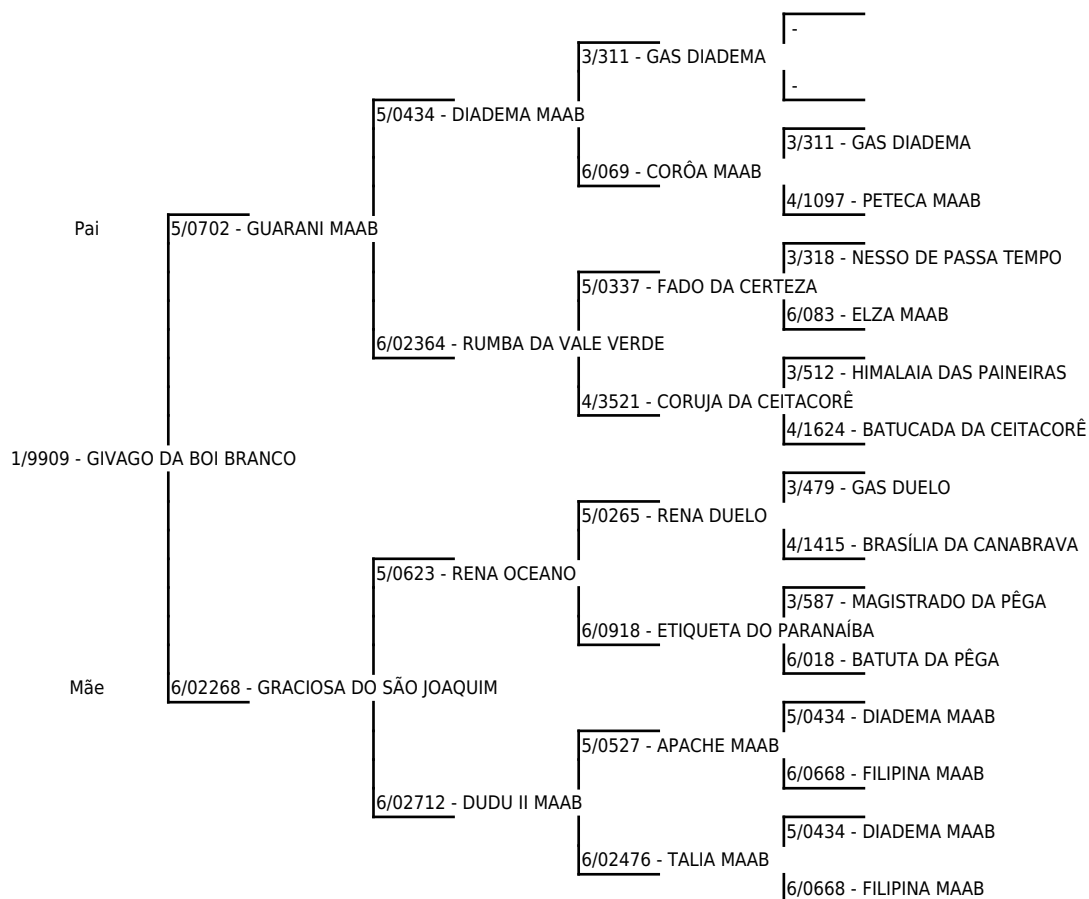 -
3/311 - GAS DIADEMA
-
5/0434 - DIADEMA MAAB
3/311 - GAS DIADEMA
6/069 - CORÔA MAAB
4/1097 - PETECA MAAB
Pai
5/0702 - GUARANI MAAB
3/318 - NESSO DE PASSA TEMPO
5/0337 - FADO DA CERTEZA
6/083 - ELZA MAAB
6/02364 - RUMBA DA VALE VERDE
3/512 - HIMALAIA DAS PAINEIRAS
4/3521 - CORUJA DA CEITACORÊ
4/1624 - BATUCADA DA CEITACORÊ
1/9909 - GIVAGO DA BOI BRANCO
3/479 - GAS DUELO
5/0265 - RENA DUELO
4/1415 - BRASÍLIA DA CANABRAVA
5/0623 - RENA OCEANO
3/587 - MAGISTRADO DA PÊGA
6/0918 - ETIQUETA DO PARANAÍBA
6/018 - BATUTA DA PÊGA
Mãe
6/02268 - GRACIOSA DO SÃO JOAQUIM
5/0434 - DIADEMA MAAB
5/0527 - APACHE MAAB
6/0668 - FILIPINA MAAB
6/02712 - DUDU II MAAB
5/0434 - DIADEMA MAAB
6/02476 - TALIA MAAB
6/0668 - FILIPINA MAAB